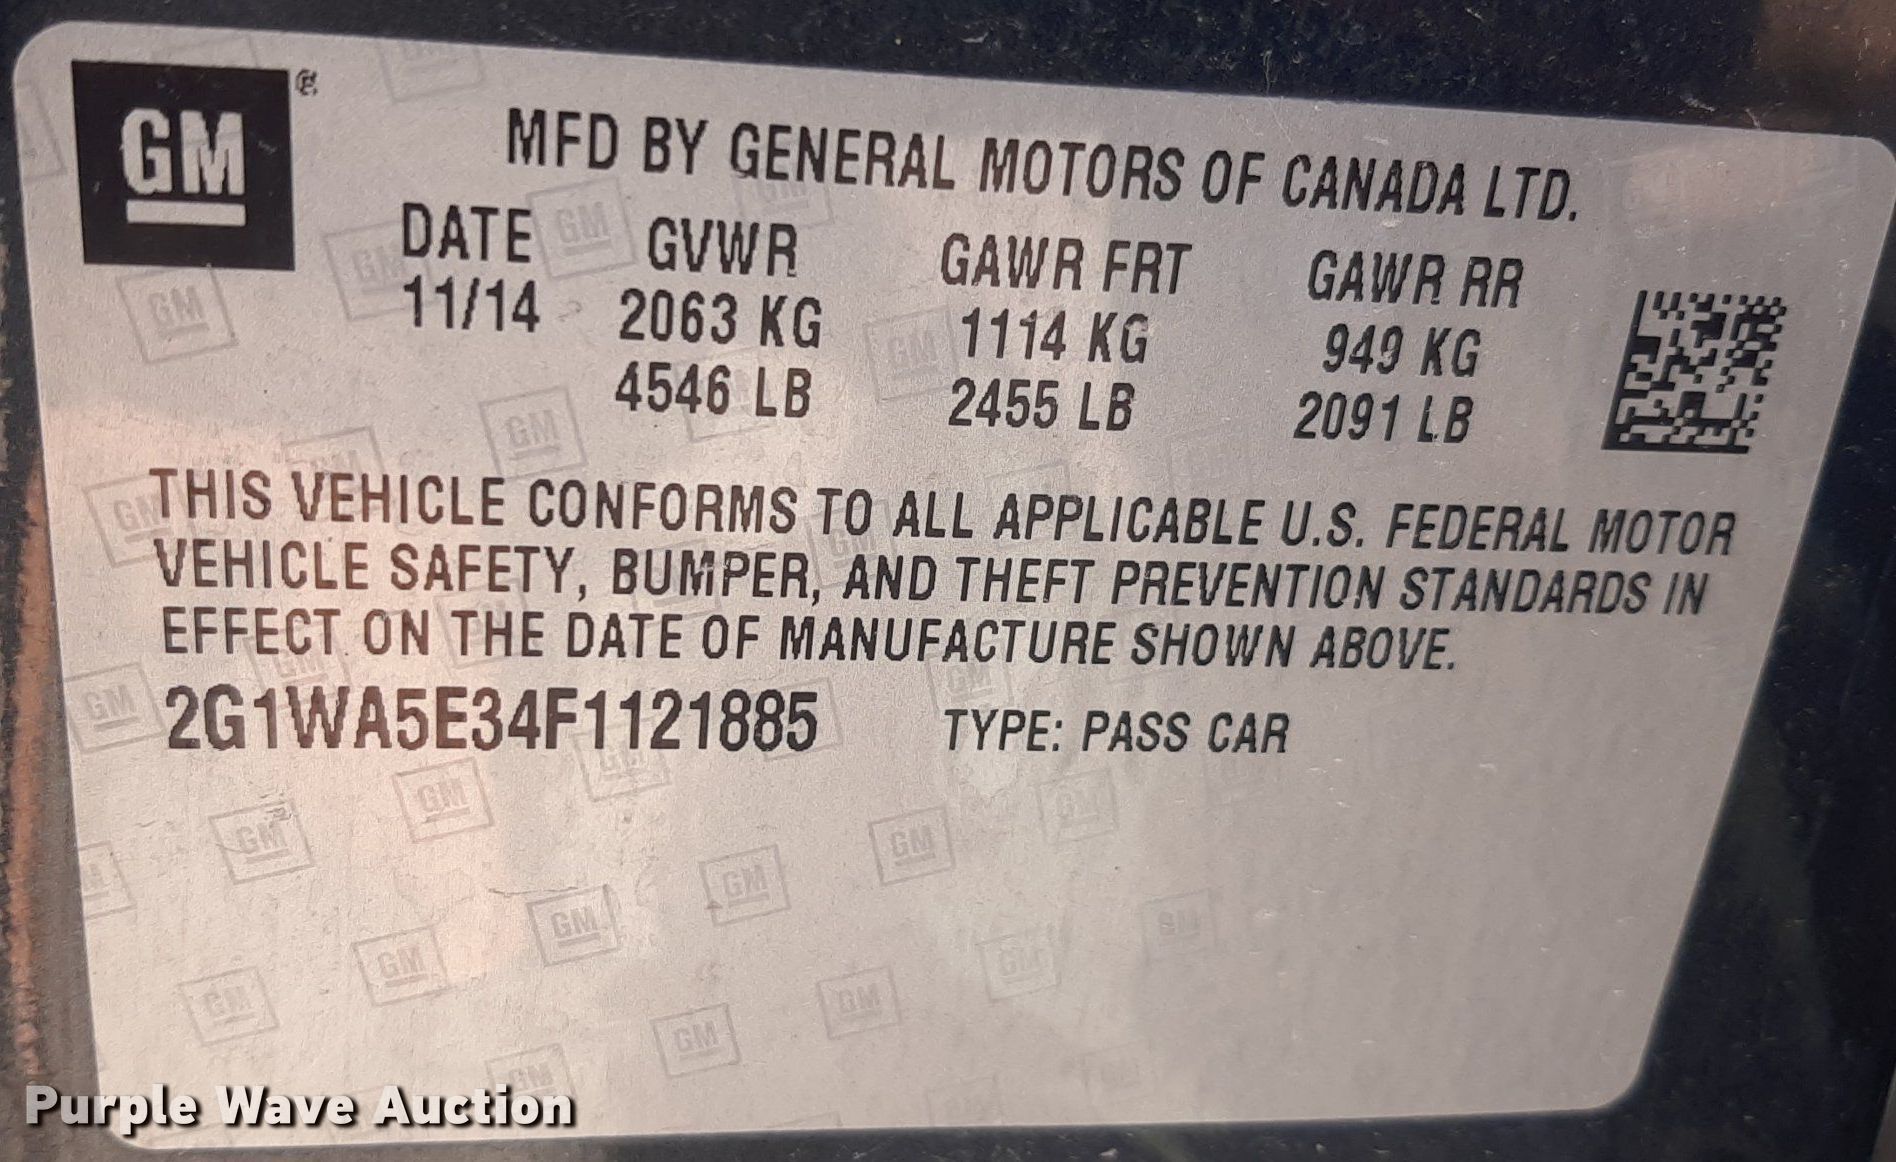 GM
MFD BY GENERAL MOTORS OF CANADA LTD.
DATE GVWR GAWR FRT GAWR RR
11/14 2063 KG 1114 KG 949 KG
4546 LB 2455 LB 2091 LB
THIS VEHICLE CONFORMS TO ALL APPLICABLE U.S. FEDERAL MOTOR
VEHICLE SAFETY, BUMPER, AND THEFT PREVENTION STANDARDS IN
EFFECT ON THE DATE OF MANUFACTURE SHOWN ABOVE.
2G1WA5E34F1121885 TYPE: PASS CAR
Purple Wave Auction